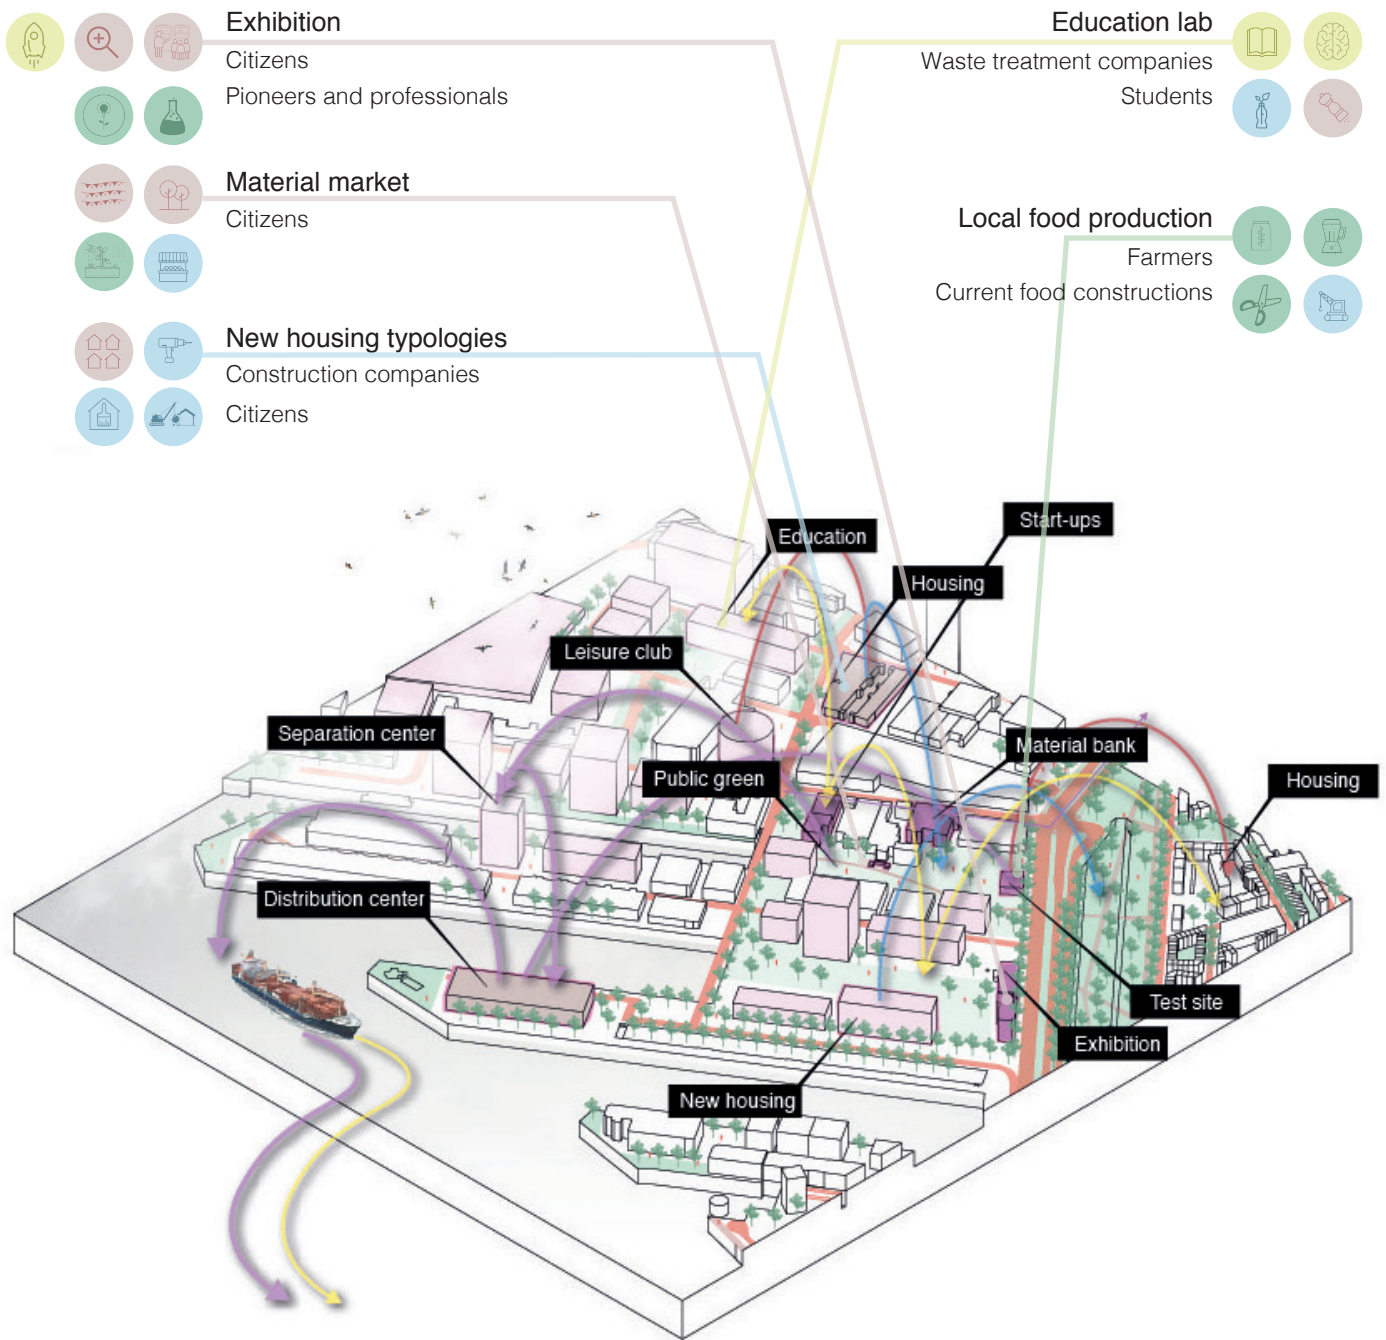 Exhibition
Citizens
Pioneers and professionals
Material market
Citizens
New housing typologies
Construction companies
Citizens
Education lab
Waste treatment companies
Students
Local food production
Farmers
Current food constructions
Start-ups
Education
Housing
Leisure club
Separation center
Material bank
Public green
Housing
Distribution center
Test site
Exhibition
New housing